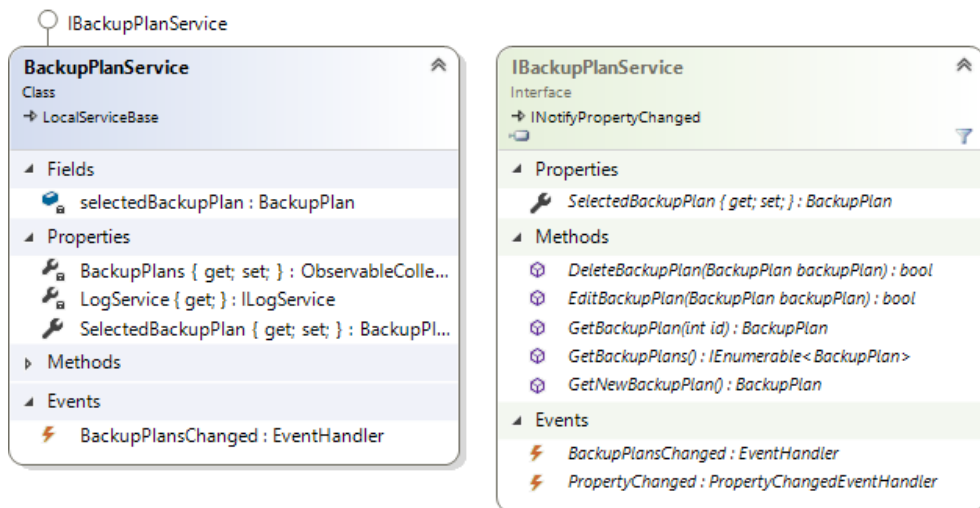 IBackupPlanService
BackupPlanService
Class
LocalServiceBase
Fields
selectedBackupPlan : BackupPlan
Properties
BackupPlans { get; set; } : ObservableColle...
LogService { get; } : ILogService
SelectedBackupPlan { get; set; } : BackupPl...
Methods
Events
BackupPlansChanged : EventHandler
IBackupPlanService
Interface
INotifyPropertyChanged
Properties
SelectedBackupPlan { get; set; } : BackupPlan
Methods
DeleteBackupPlan(BackupPlan backupPlan) : bool
EditBackupPlan(BackupPlan backupPlan) : bool
GetBackupPlan(int id) : BackupPlan
GetBackupPlans() : IEnumerable<BackupPlan>
GetNewBackupPlan() : BackupPlan
Events
BackupPlansChanged : EventHandler
PropertyChanged : PropertyChangedEventHandler